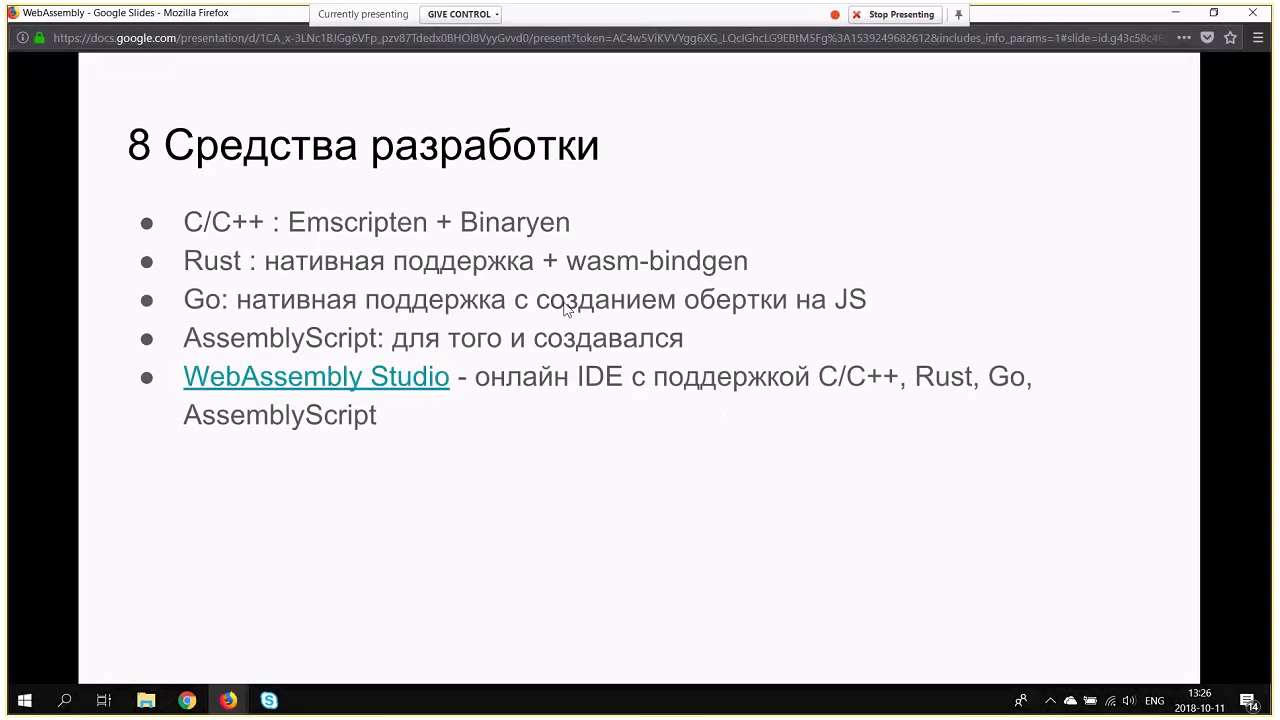 WebAssembly - Google Slides - Mozilla Firefox
Currently presenting
GIVE CONTROL
Stop Presenting
8 Средства разработки
● C/C++ : Emscripten + Binaryen
● Rust : нативная поддержка + wasm-bindgen
● Go: нативная поддержка с созданием обертки на JS
● AssemblyScript: для того и создавался
● WebAssembly Studio - онлайн IDE с поддержкой C/C++, Rust, Go,
AssemblyScript
ENG
13:26
2018-10-11
14